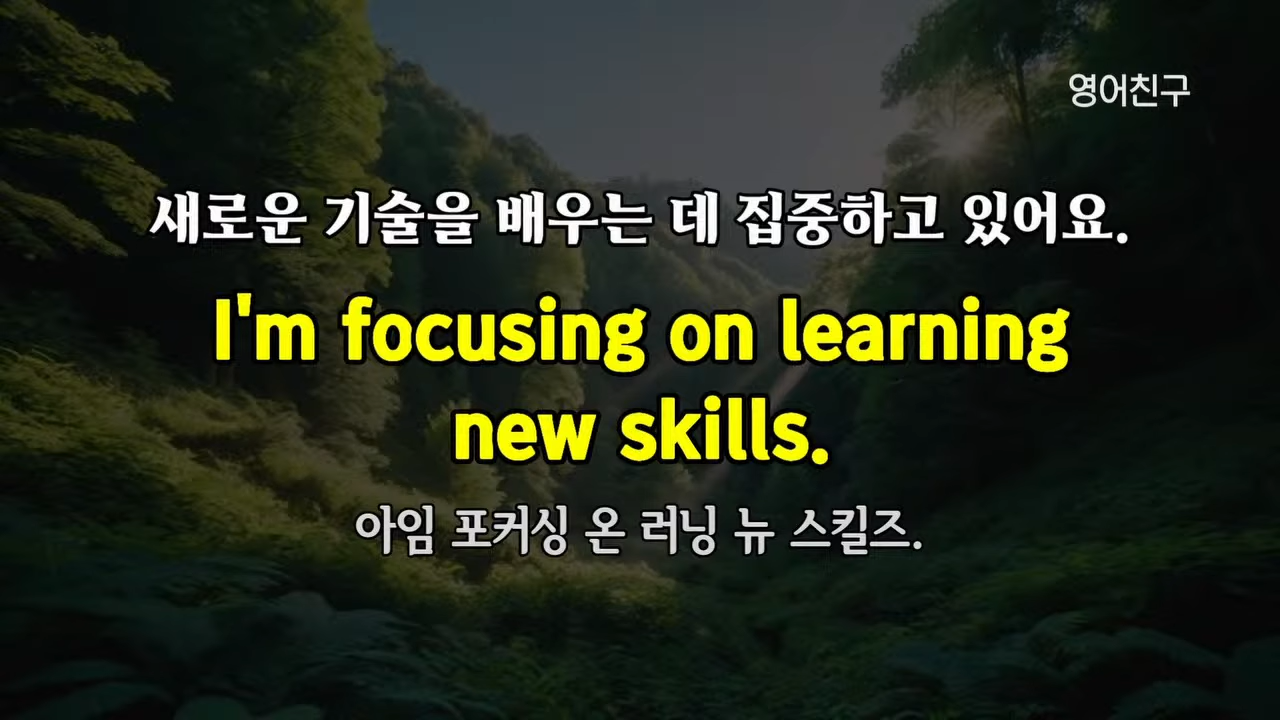 영어친구
새로운 기술을 배우는 데 집중하고 있어요.
I'm focusing on learning
new skills.
아임 포커싱 온 러닝 뉴 스킬즈.